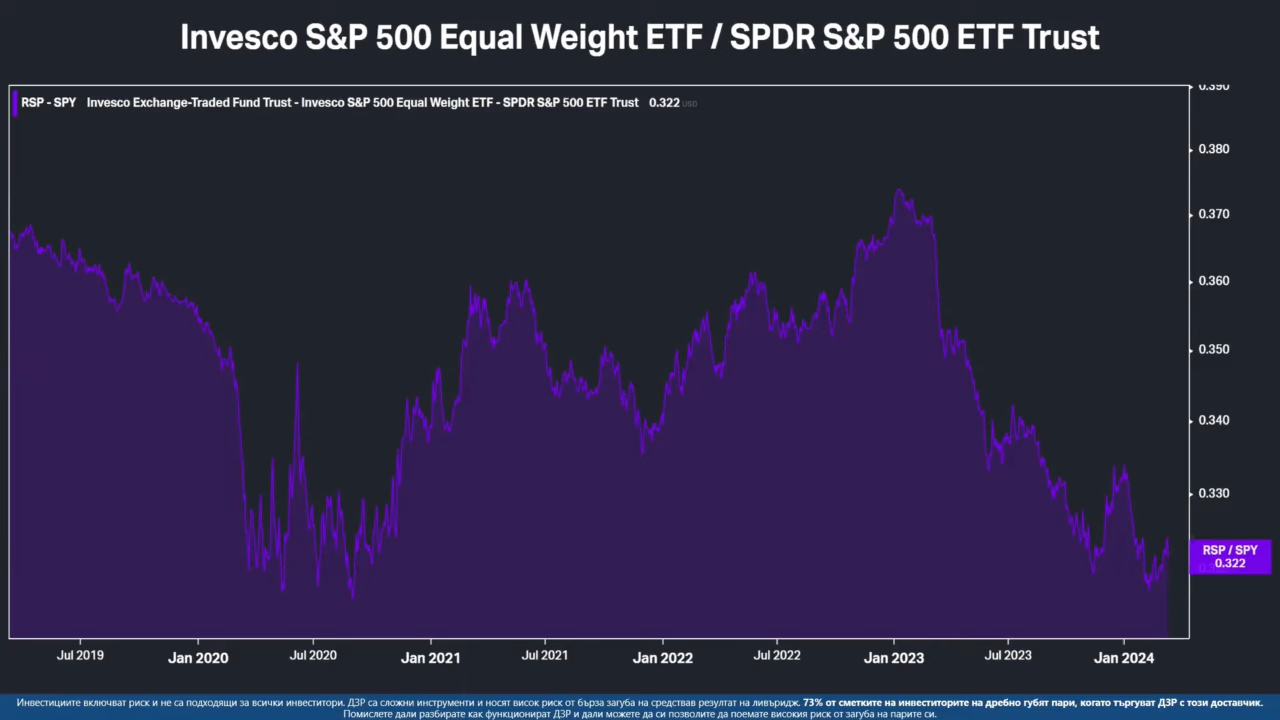 Invesco S&P 500 Equal Weight ETF / SPDR S&P 500 ETF Trust
RSP - SPY Invesco Exchange-Traded Fund Trust - Invesco S&P 500 Equal Weight ETF - SPDR S&P 500 ETF Trust 0.322 USD
0.390
0.380
0.370
0.360
0.350
0.340
0.330
RSP / SPY
0.322
Jul 2019 Jan 2020 Jul 2020 Jan 2021 Jul 2021 Jan 2022 Jul 2022 Jan 2023 Jul 2023 Jan 2024
Инвестициите включват риск и не са подходящи за всички инвеститори. ДЗР са сложни инструменти и носят висок риск от бърза загуба на средствав резултат на ливъридж. 73% от сметките на инвеститорите на дребно губят пари, когато търгуват ДЗР с този доставчик.
Помислете дали разбирате как функционират ДЗР и дали можете да си позволите да поемате високия риск от загуба на парите си.